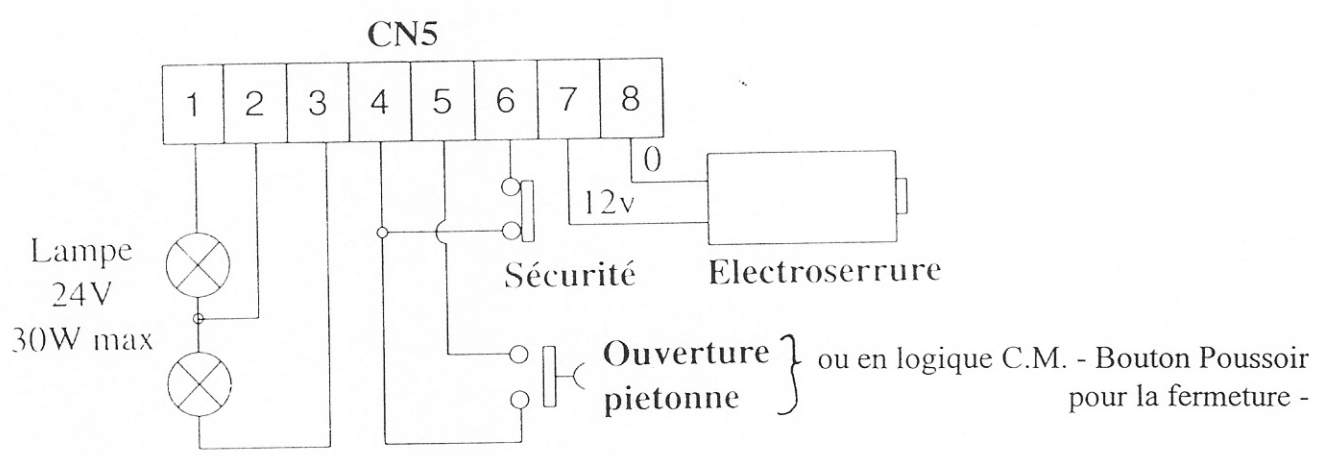 CN5
1 2 3 4 5 6 7 8
0
12v
Lampe
24V
30W max
Sécurité
Electroserrure
Ouverture
pietonne
ou en logique C.M. - Bouton Poussoir
pour la fermeture -